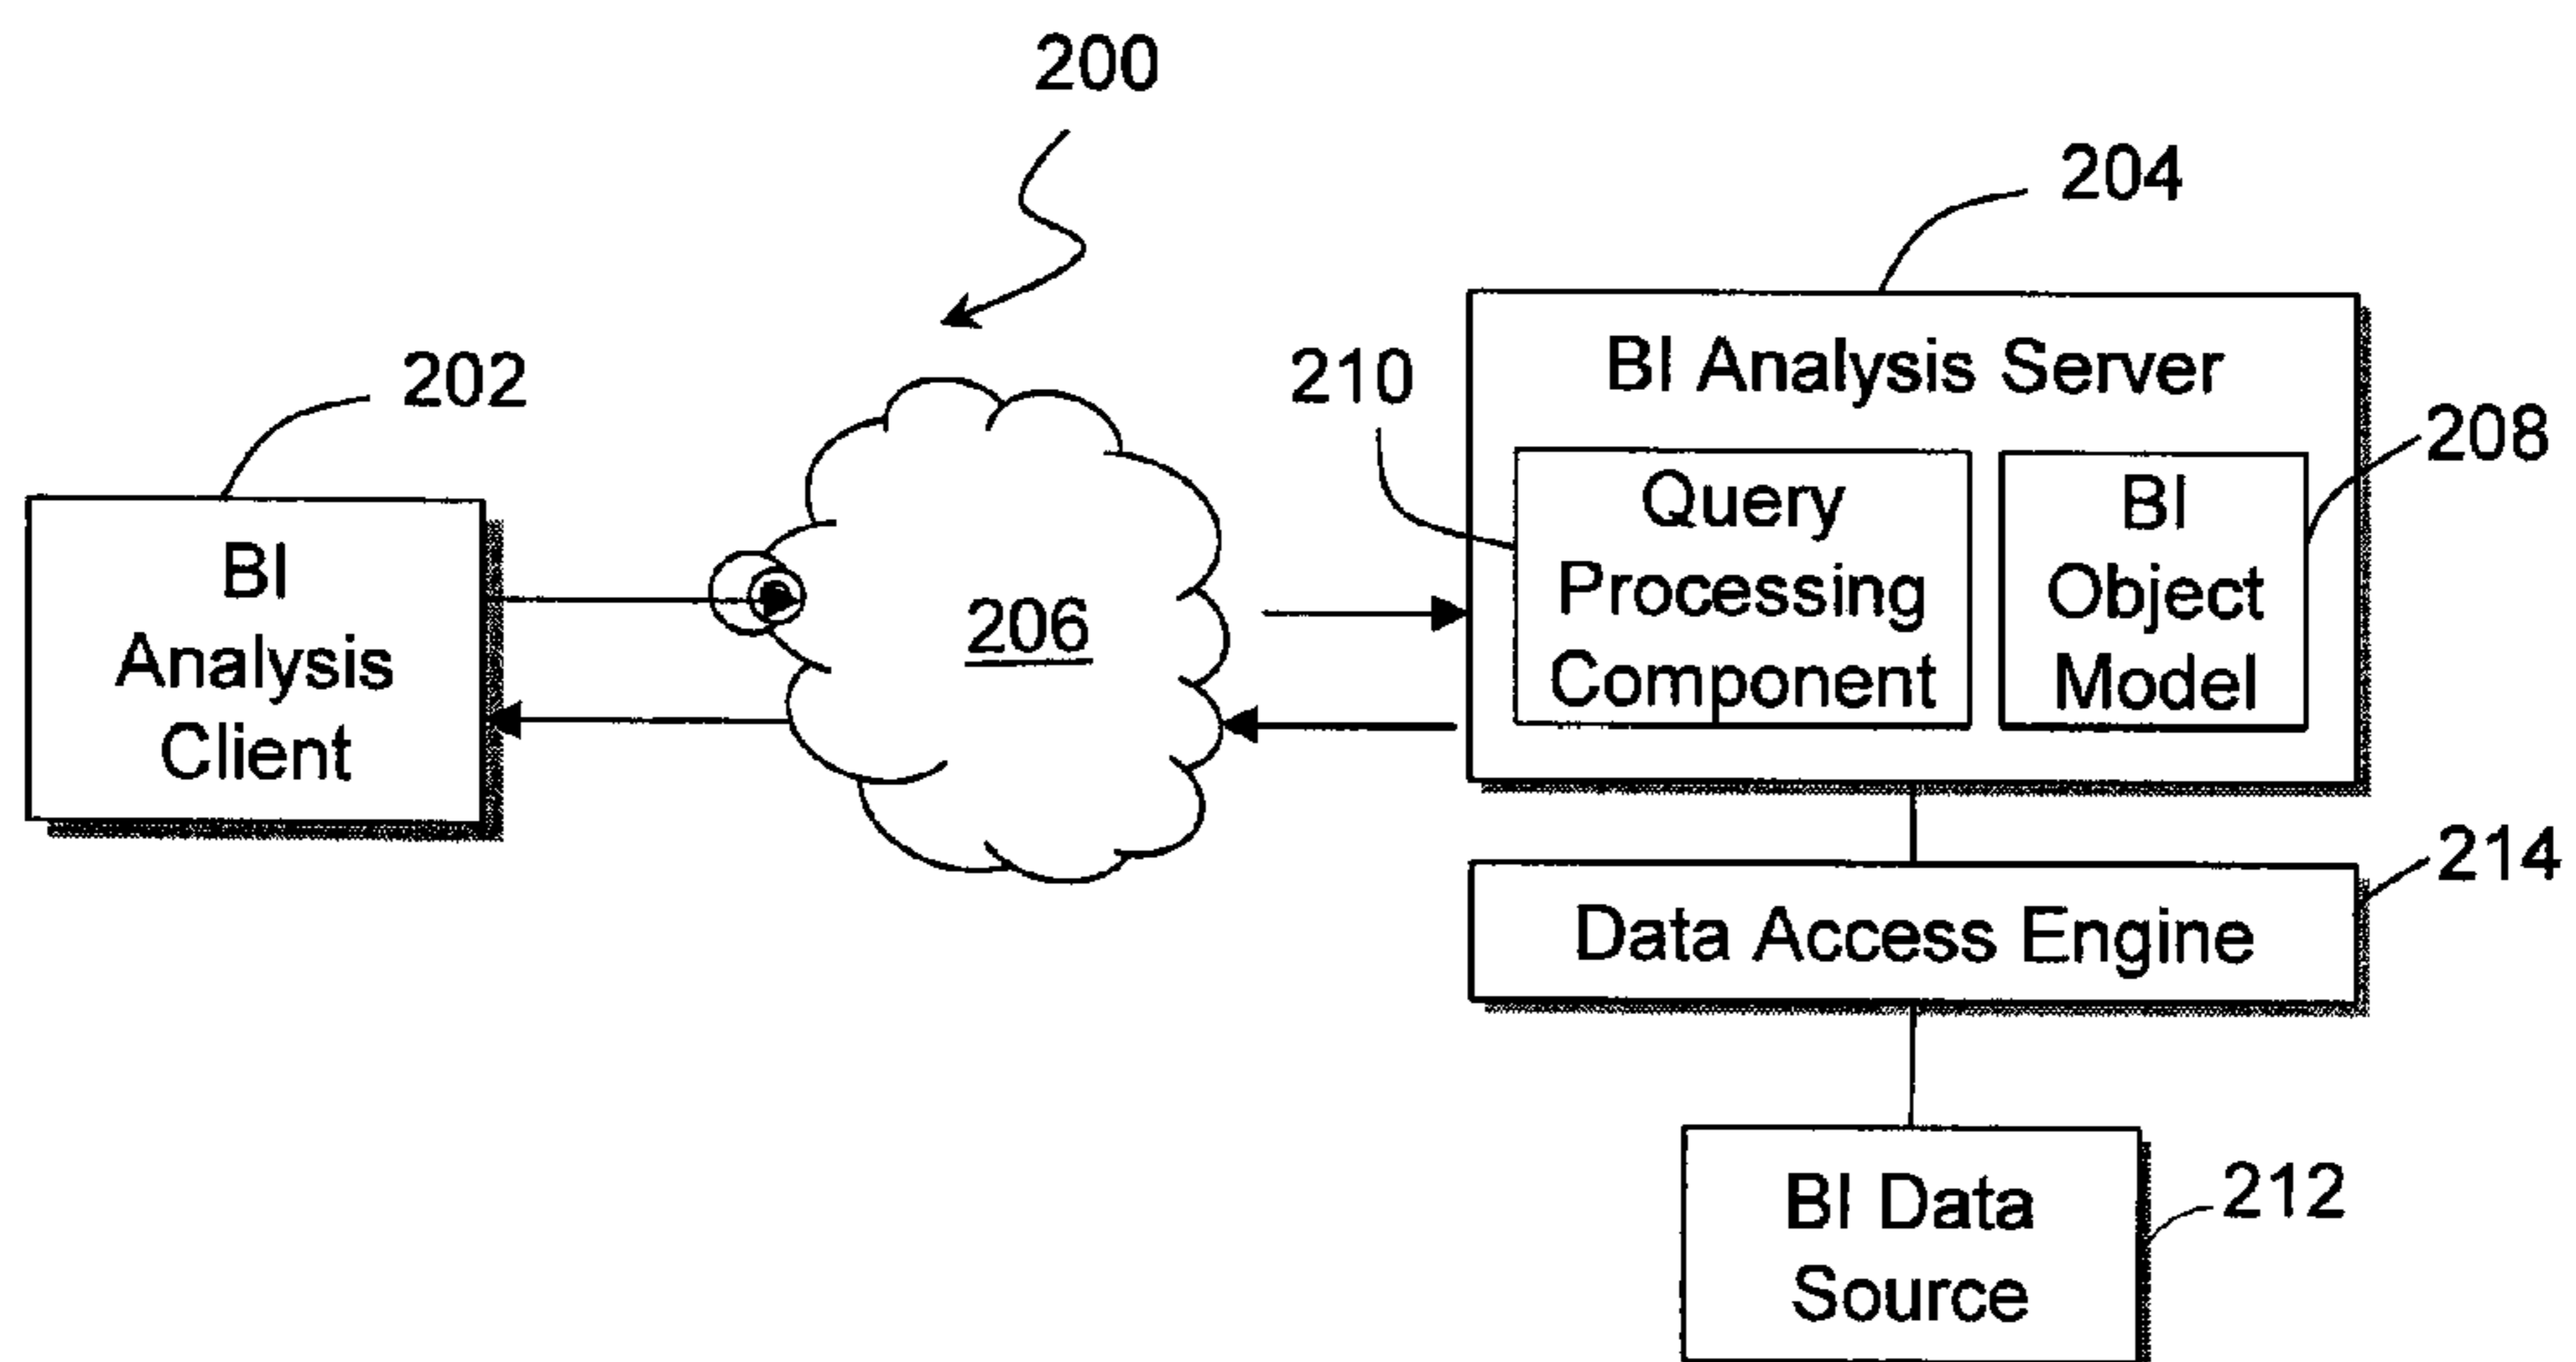 200
204
BI Analysis Server
210
202
208
Query
Processing
Component
BI
Object
Model
BI
Analysis
Client
206
214
Data Access Engine
212
BI Data
Source